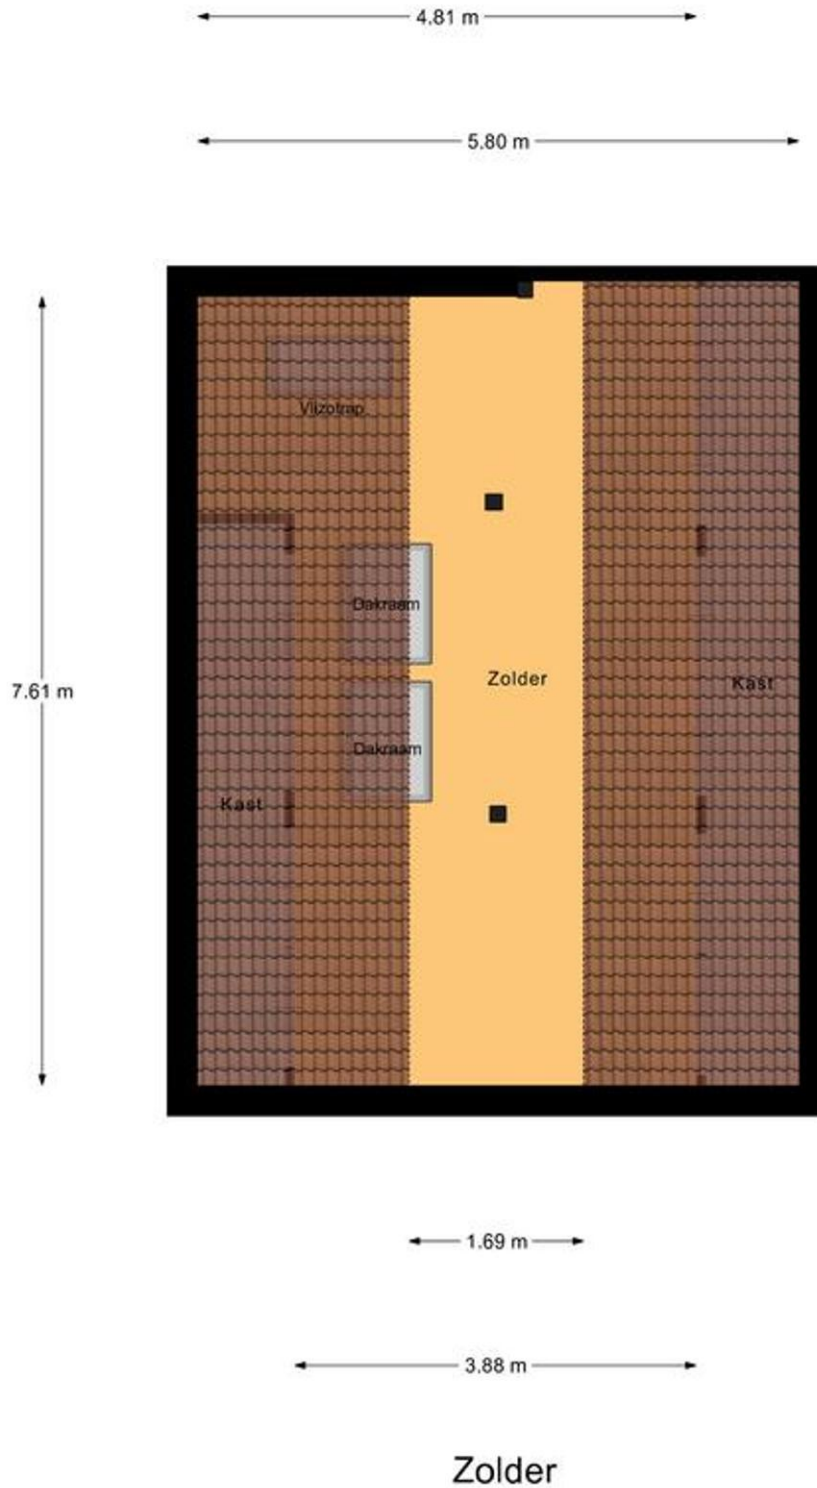 4.81 m
5.80 m
Vlizotrap
Dakraam
Zolder
7.61 m
Kast
Dakraam
Kast
1.69 m
3.88 m
Zolder